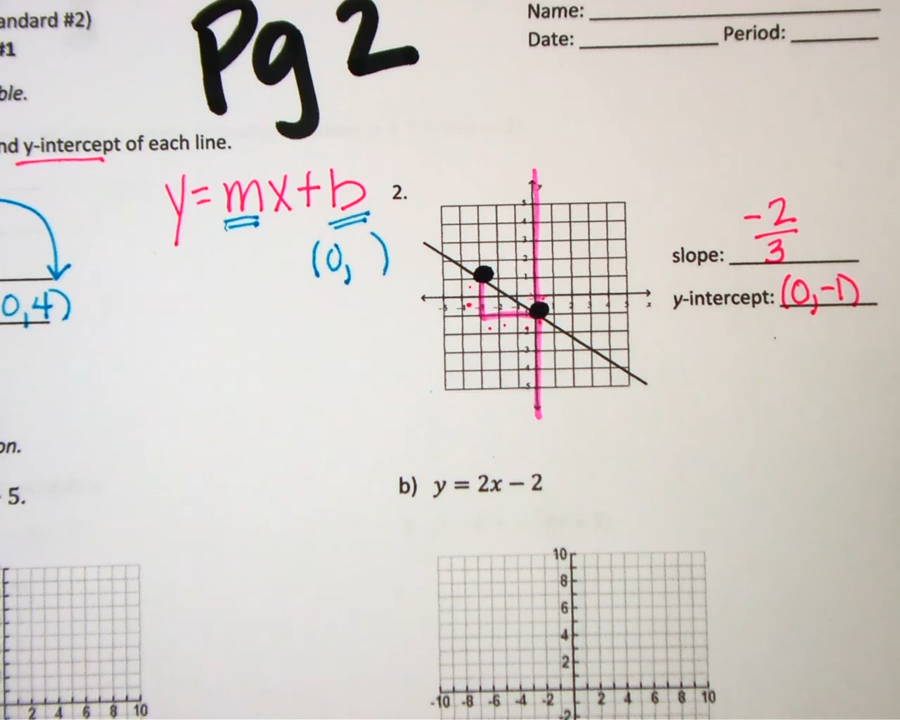 andard #2)
#1
Pg 2
Name:
Date: Period:
ble.
nd y-intercept of each line.
y=mx+b
(0, )
0,4)
2.
slope: -2/3
y-intercept: (0,-1)
on.
5.
b) y = 2x − 2
10
8
6
4
2
-10 -8 -6 -4 -2 2 4 6 8 10
-2
2 4 6 8 10